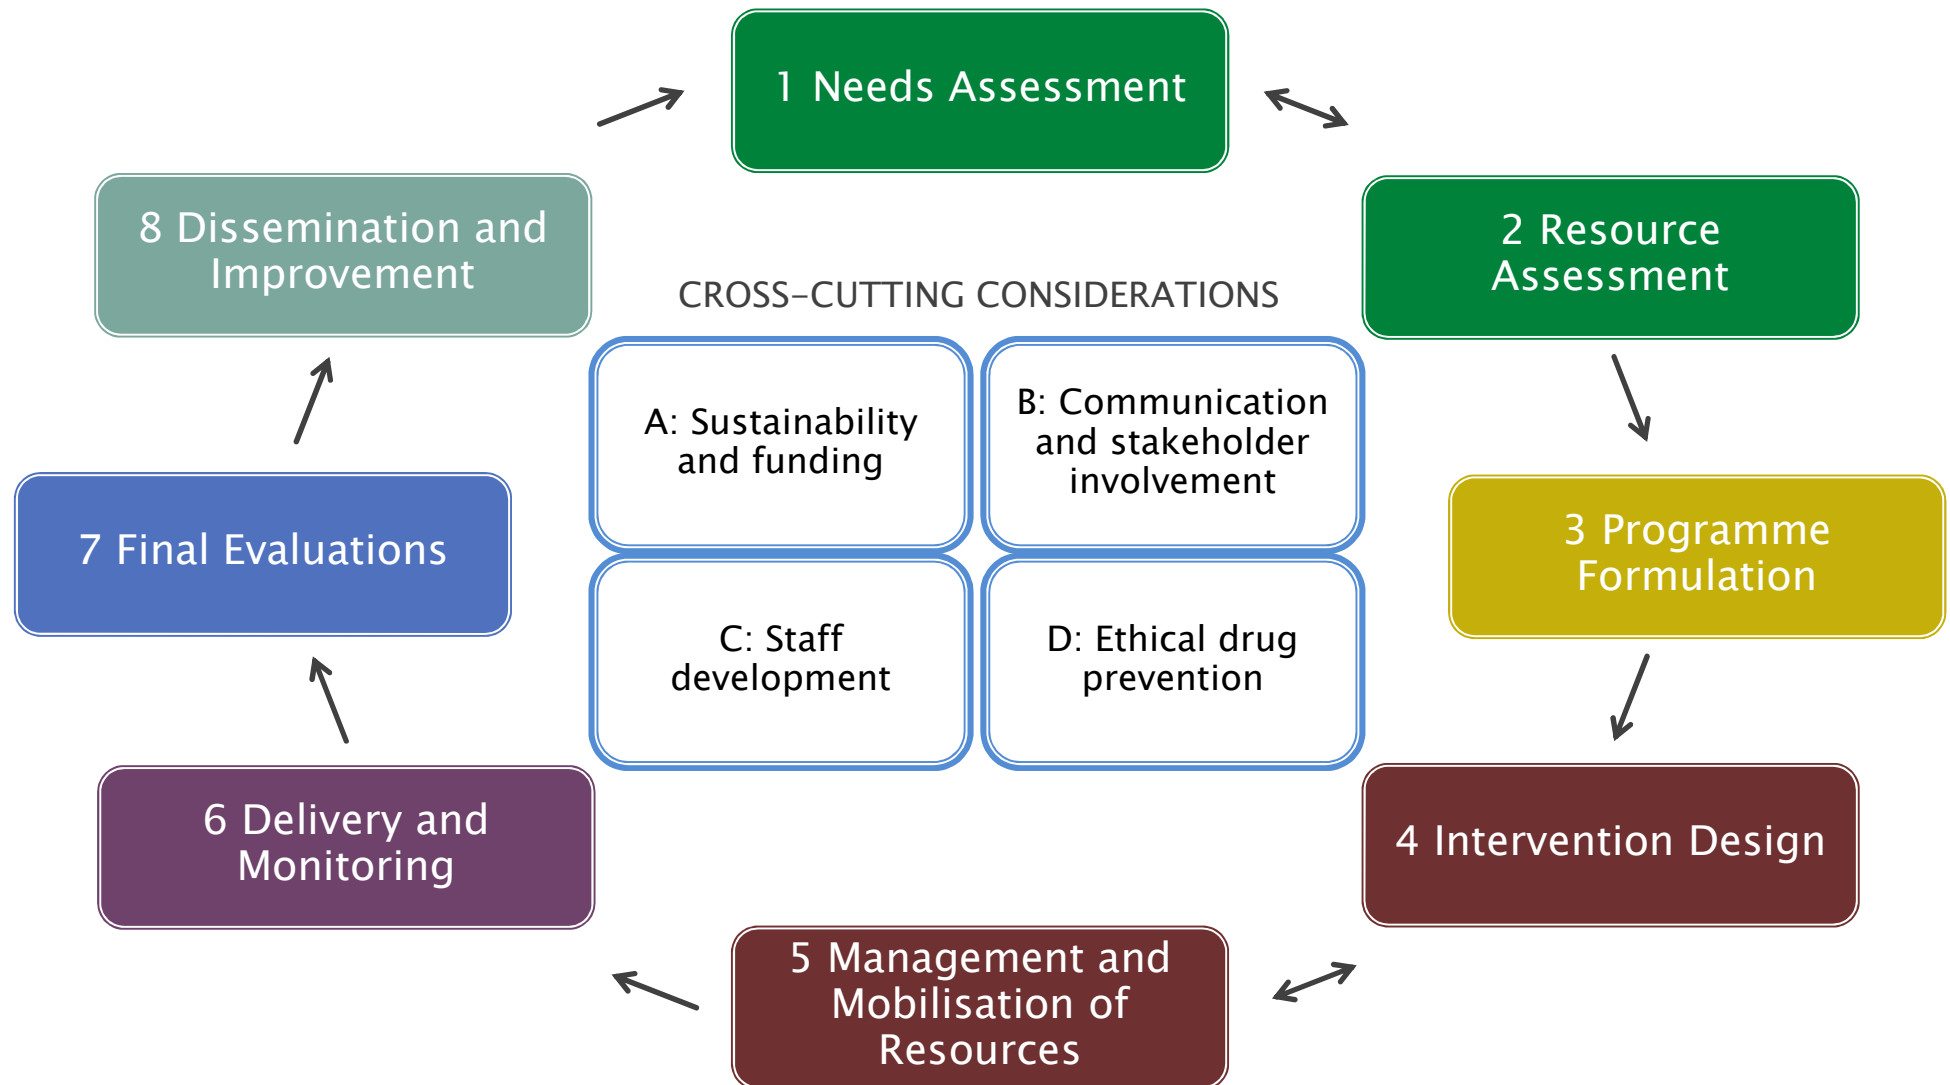 1 Needs Assessment
2 Resource
Assessment
3 Programme
Formulation
4 Intervention Design
5 Management and
Mobilisation of
Resources
6 Delivery and
Monitoring
7 Final Evaluations
8 Dissemination and
Improvement
CROSS-CUTTING CONSIDERATIONS
A: Sustainability
and funding
B: Communication
and stakeholder
involvement
C: Staff
development
D: Ethical drug
prevention